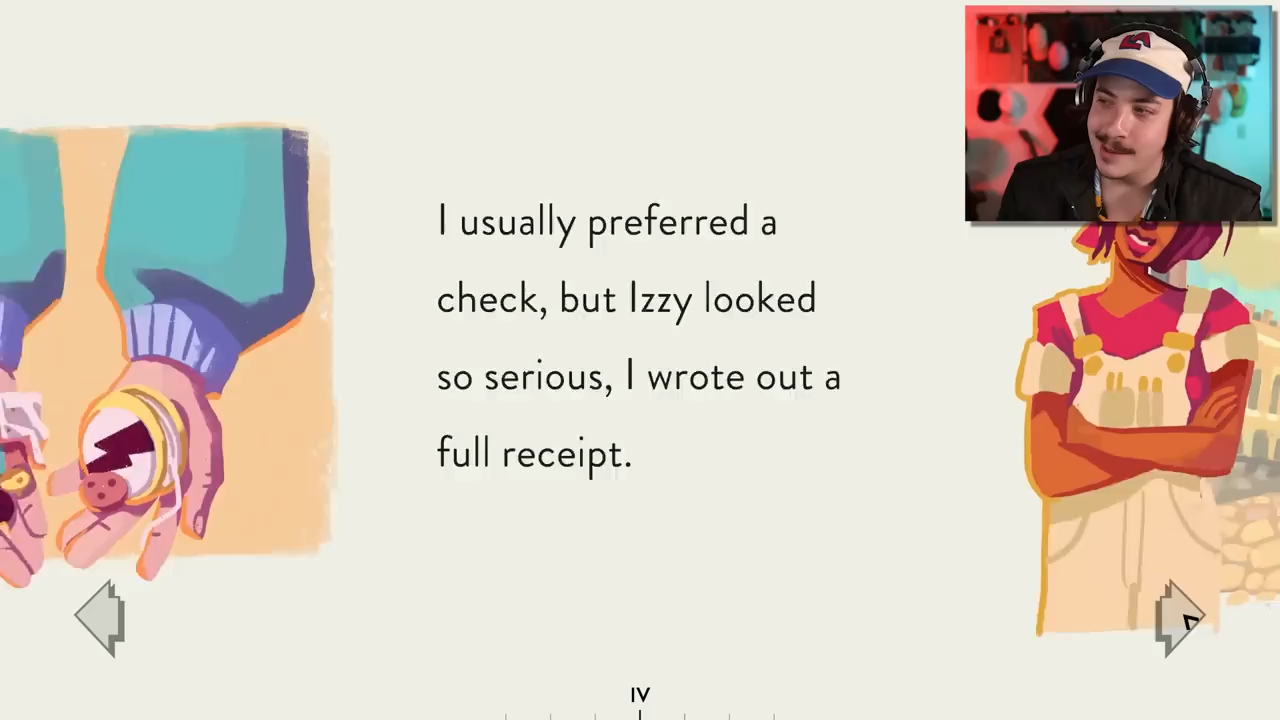 I usually preferred a
check, but Izzy looked
so serious, I wrote out a
full receipt.
IV